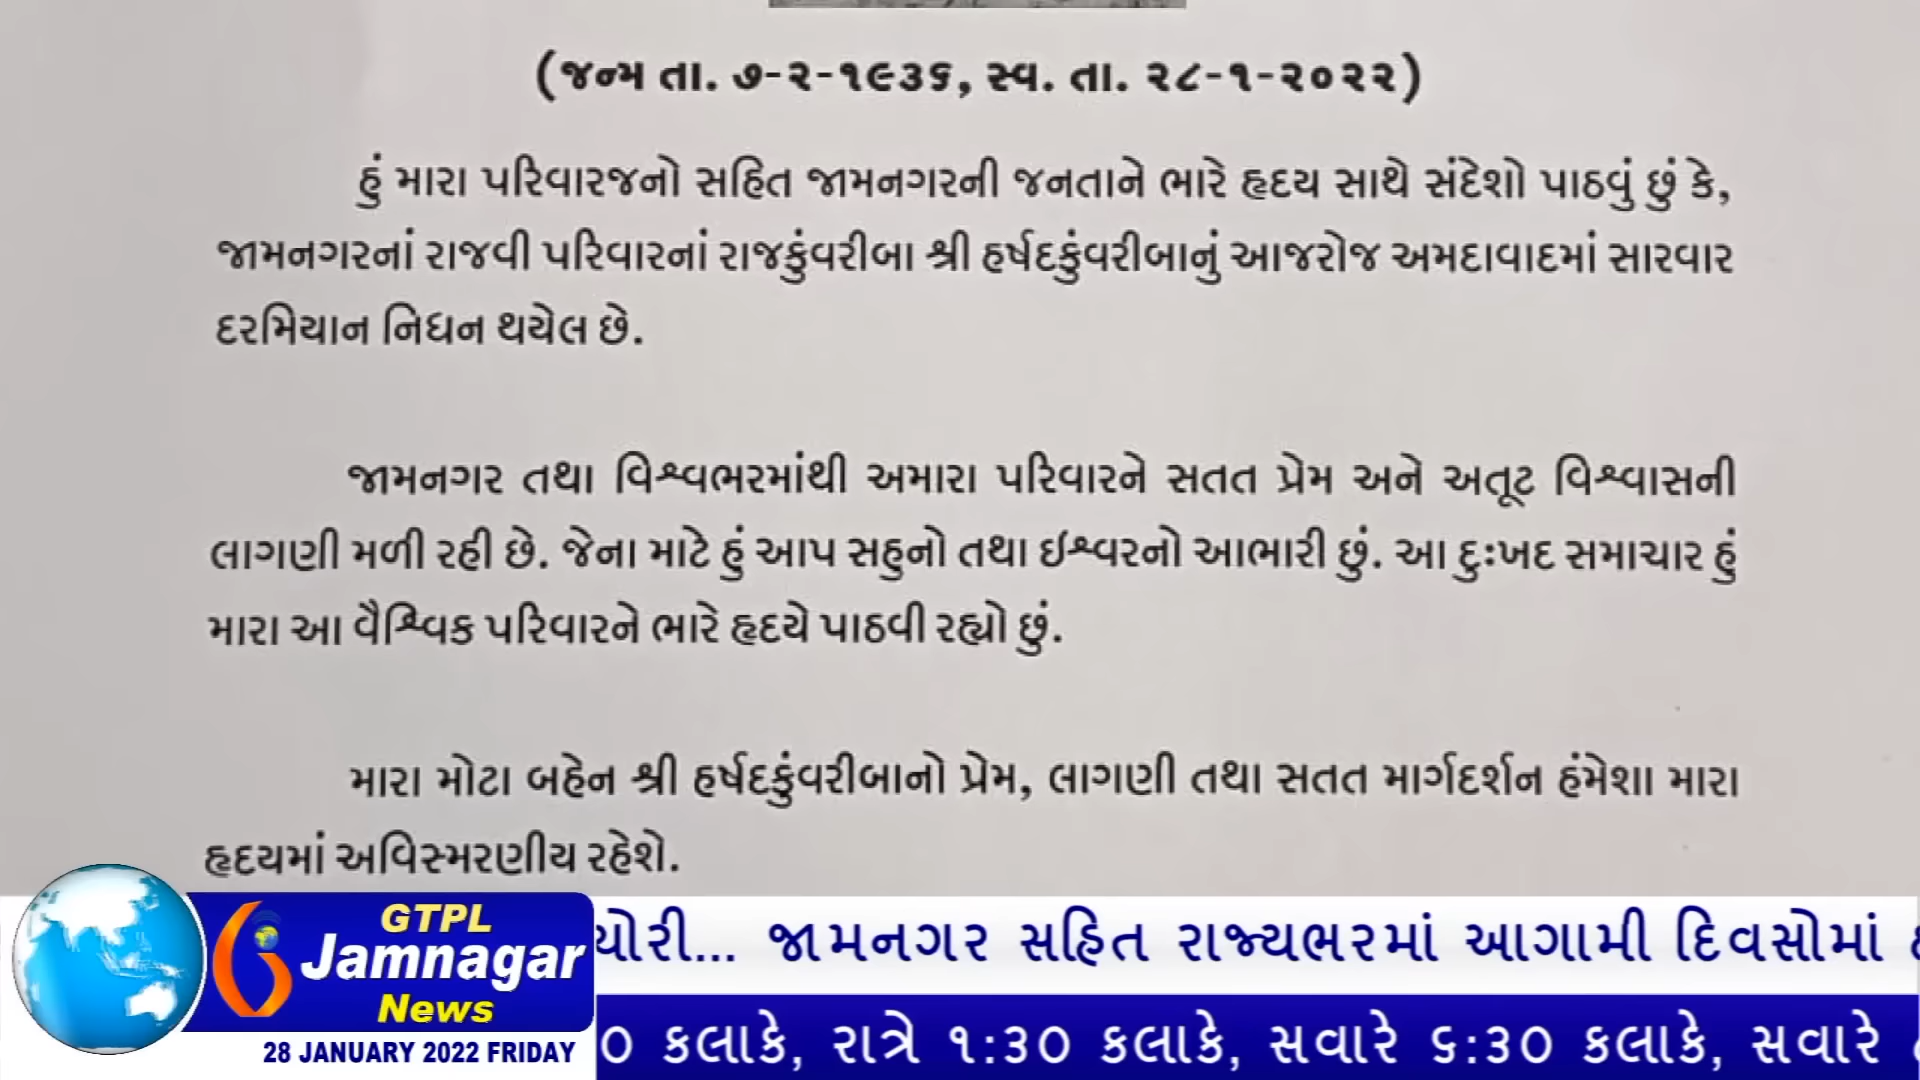 (જન્મ તા. ૭-૨-૧૯૩૬, સ્વ. તા. ૨૮-૧-૨૦૨૨)
હું મારા પરિવારજનો સહિત જામનગરની જનતાને ભારે હૃદય સાથે સંદેશો પાઠવું છું કે,
જામનગરનાં રાજવી પરિવારનાં રાજકુંવરીબા શ્રી હર્ષદકુંવરીબાનું આજરોજ અમદાવાદમાં સારવાર
દરમિયાન નિધન થયેલ છે.
જામનગર તથા વિશ્વભરમાંથી અમારા પરિવારને સતત પ્રેમ અને અતૂટ વિશ્વાસની
લાગણી મળી રહી છે. જેના માટે હું આપ સહુનો તથા ઈશ્વરનો આભારી છું. આ દુઃખદ સમાચાર હું
મારા આ વૈશ્વિક પરિવારને ભારે હૃદયે પાઠવી રહ્યો છું.
મારા મોટા બહેન શ્રી હર્ષદકુંવરીબાનો પ્રેમ, લાગણી તથા સતત માર્ગદર્શન હંમેશા મારા
હૃદયમાં અવિસ્મરણીય રહેશે.
GTPL
Jamnagar
News
28 JANUARY 2022 FRIDAY
ચોરી... જામનગર સહિત રાજ્યભરમાં આગામી દિવસોમાં
0 કલાકે, રાત્રે ૧:૩૦ કલાકે, સવારે ૬:૩૦ કલાકે, સવારે